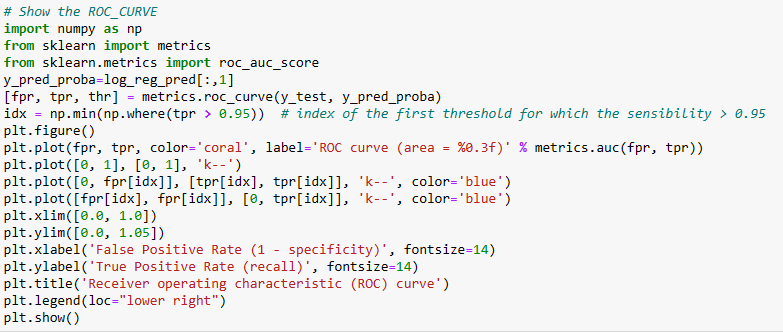 # Show the ROC_CURVE
import numpy as np
from sklearn import metrics
from sklearn.metrics import roc_auc_score
y_pred_proba=log_reg_pred[:,1]
[fpr, tpr, thr] = metrics.roc_curve(y_test, y_pred_proba)
idx = np.min(np.where(tpr > 0.95))  # index of the first threshold for which the sensibility > 0.95
plt.figure()
plt.plot(fpr, tpr, color='coral', label='ROC curve (area = %0.3f)' % metrics.auc(fpr, tpr))
plt.plot([0, 1], [0, 1], 'k--')
plt.plot([0, fpr[idx]], [tpr[idx], tpr[idx]], 'k--', color='blue')
plt.plot([fpr[idx], fpr[idx]], [0, tpr[idx]], 'k--', color='blue')
plt.xlim([0.0, 1.0])
plt.ylim([0.0, 1.05])
plt.xlabel('False Positive Rate (1 - specificity)', fontsize=14)
plt.ylabel('True Positive Rate (recall)', fontsize=14)
plt.title('Receiver operating characteristic (ROC) curve')
plt.legend(loc="lower right")
plt.show()